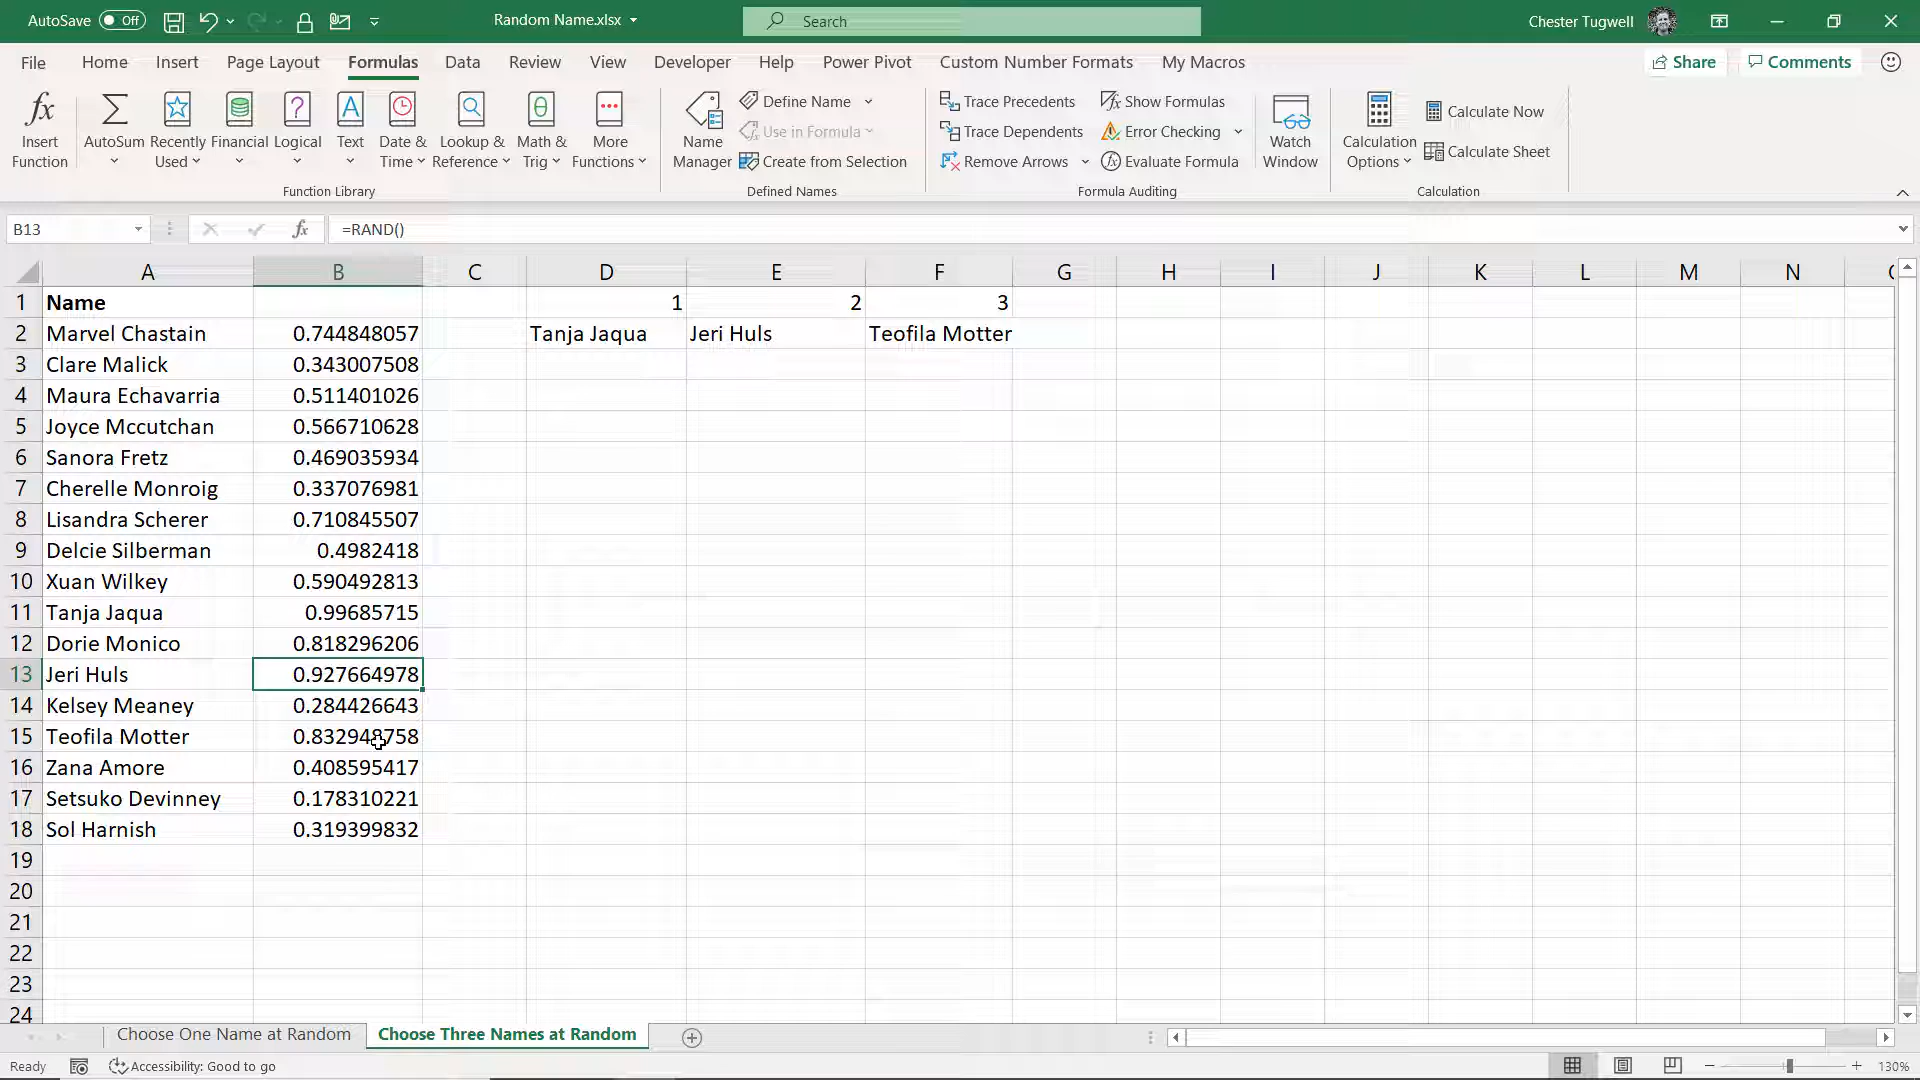 AutoSave Off Random Name.xlsx Search Chester Tugwell
File Home Insert Page Layout Formulas Data Review View Developer Help Power Pivot Custom Number Formats My Macros Share Comments
Insert Function AutoSum Recently Used Financial Logical Text Date & Time Lookup & Reference Math & Trig More Functions
Function Library
Name Manager Define Name Use in Formula Create from Selection
Defined Names
Trace Precedents Show Formulas
Trace Dependents Error Checking
Remove Arrows Evaluate Formula
Watch Window
Formula Auditing
Calculation Options Calculate Now Calculate Sheet
Calculation
B13 fx =RAND()
A B C D E F G H I J K L M N
1 Name 1 2 3
2 Marvel Chastain 0.744848057 Tanja Jaqua Jeri Huls Teofila Motter
3 Clare Malick 0.343007508
4 Maura Echavarria 0.511401026
5 Joyce Mccutchan 0.566710628
6 Sanora Fretz 0.469035934
7 Cherelle Monroig 0.337076981
8 Lisandra Scherer 0.710845507
9 Delcie Silberman 0.4982418
10 Xuan Wilkey 0.590492813
11 Tanja Jaqua 0.99685715
12 Dorie Monico 0.818296206
13 Jeri Huls 0.927664978
14 Kelsey Meaney 0.284426643
15 Teofila Motter 0.832948758
16 Zana Amore 0.408595417
17 Setsuko Devinney 0.178310221
18 Sol Harnish 0.319399832
19
20
21
22
23
24
Choose One Name at Random Choose Three Names at Random
Ready Accessibility: Good to go 130%